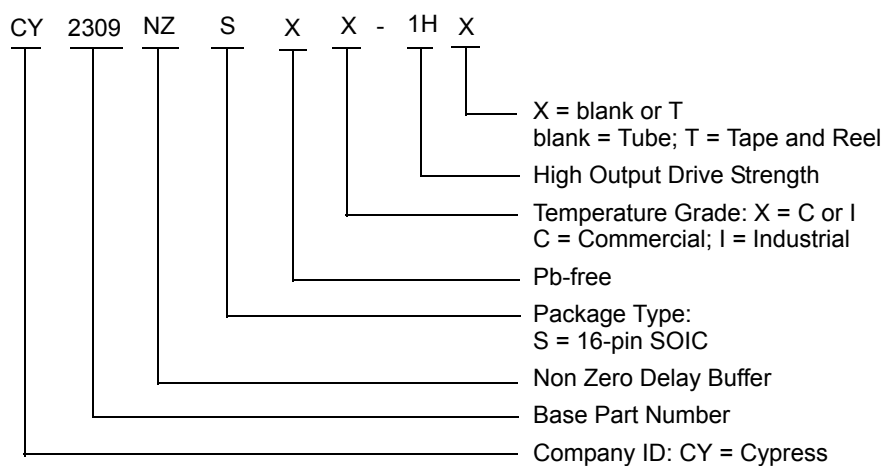 CY 2309 NZ S X X - 1H X
X = blank or T
blank = Tube; T = Tape and Reel
High Output Drive Strength
Temperature Grade: X = C or I
C = Commercial; I = Industrial
Pb-free
Package Type:
S = 16-pin SOIC
Non Zero Delay Buffer
Base Part Number
Company ID: CY = Cypress